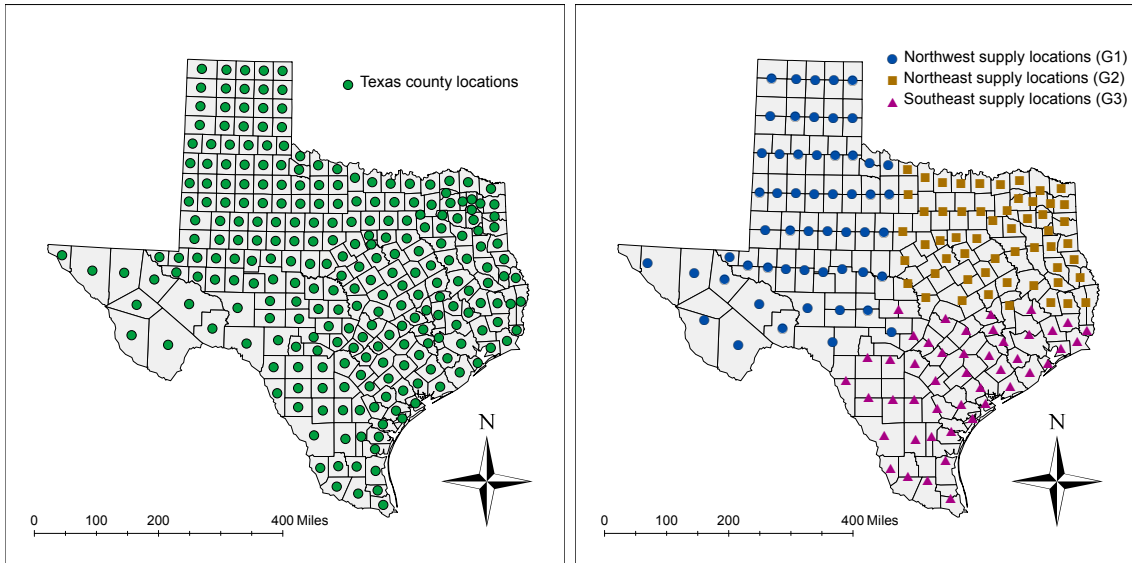 Texas county locations
N
0 100 200 400 Miles
Northwest supply locations (G1)
Northeast supply locations (G2)
Southeast supply locations (G3)
N
0 100 200 400 Miles